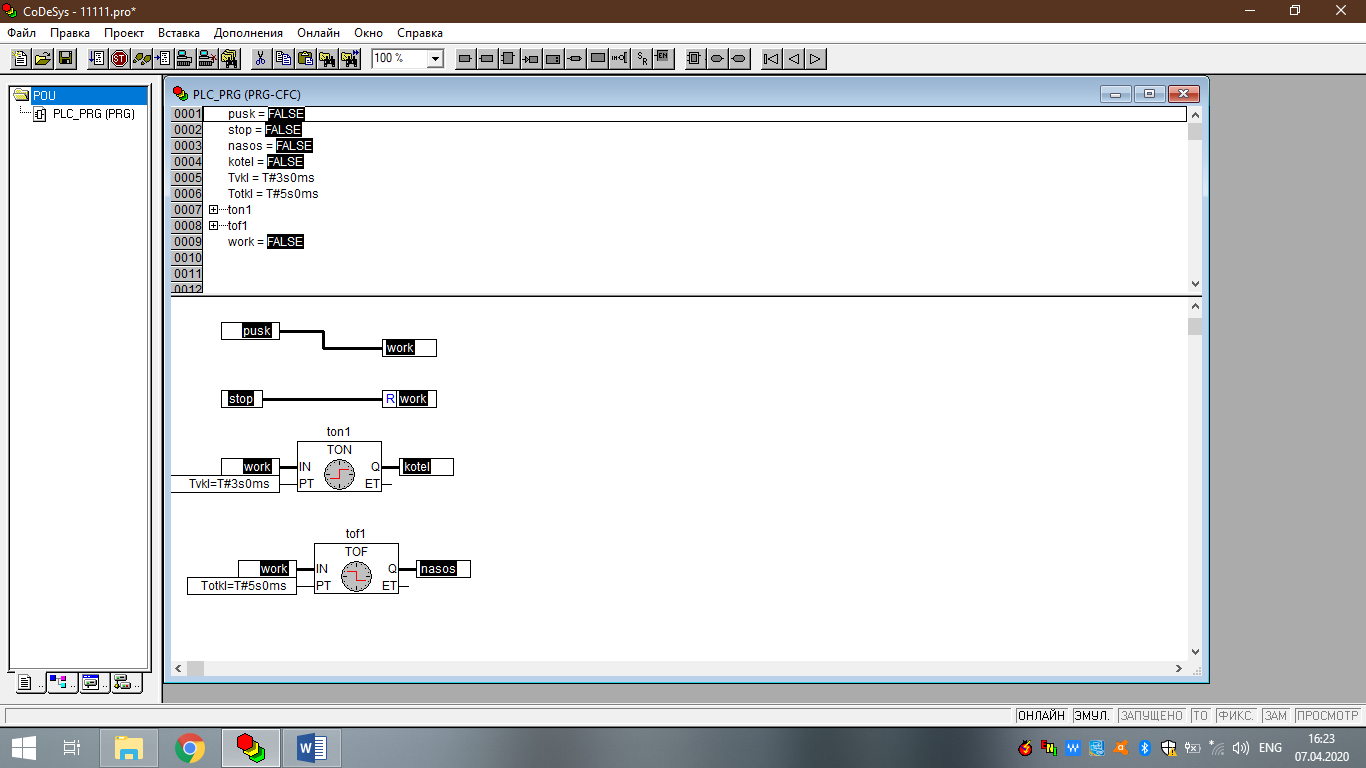 CoDeSys - 11111.pro*
Файл Правка Проект Вставка Дополнения Онлайн Окно Справка
100 %
POU
PLC_PRG (PRG)
PLC_PRG (PRG-CFC)
0001 pusk = FALSE
0002 stop = FALSE
0003 nasos = FALSE
0004 kotel = FALSE
0005 Tvkl = T#3s0ms
0006 Totkl = T#5s0ms
0007 ton1
0008 tof1
0009 work = FALSE
0010
0011
0012
pusk
work
stop R work
ton1
TON
work IN Q kotel
Tvkl=T#3s0ms PT ET
tof1
TOF
work IN Q nasos
Totkl=T#5s0ms PT ET
ОНЛАЙН ЭМУЛ. ЗАПУЩЕНО ТО ФИКС. ЗАМ ПРОСМОТР
ENG
16:23
07.04.2020